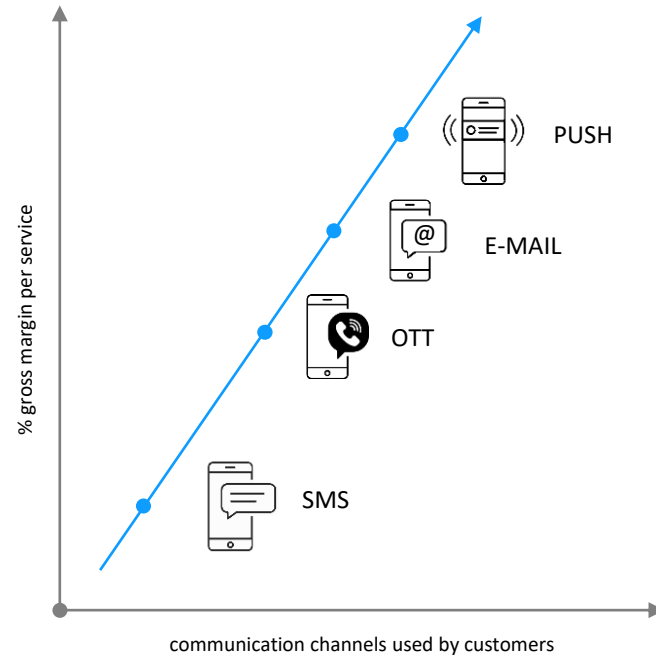 PUSH
@
E-MAIL
OTT
SMS
% gross margin per service
communication channels used by customers